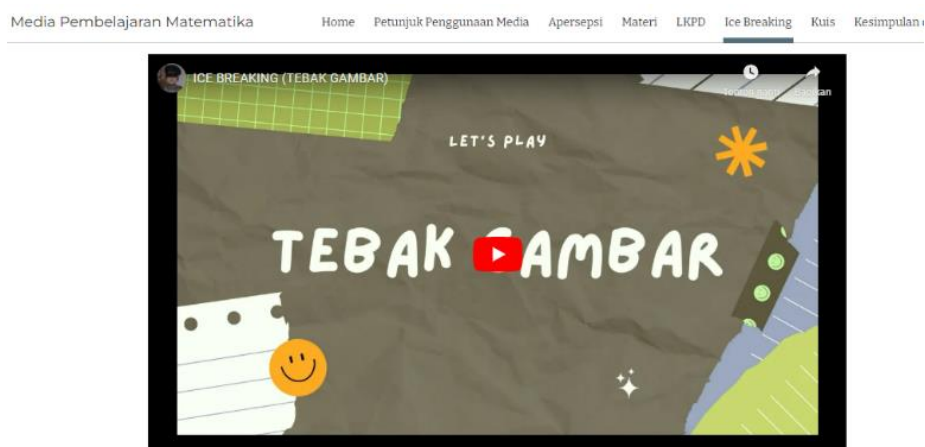 Media Pembelajaran Matematika Home Petunjuk Penggunaan Media Apersepsi Materi LKPD Ice Breaking Kuis Kesimpulan
ICE BREAKING (TEBAK GAMBAR)
LET'S PLAY
TEBAK GAMBAR